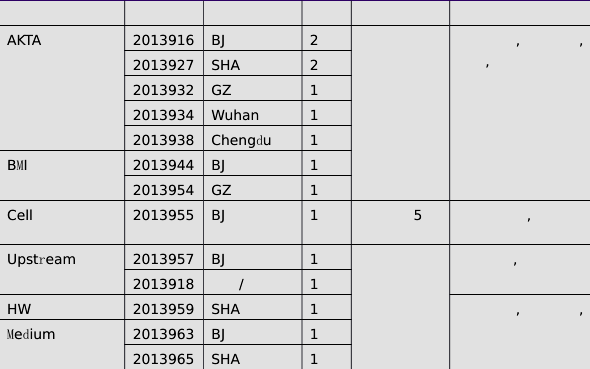 AKTA 2013916 BJ 2 , ,
2013927 SHA 2 ,
2013932 GZ 1
2013934 Wuhan 1
2013938 Chengdu 1
BMI 2013944 BJ 1
2013954 GZ 1
Cell 2013955 BJ 1 5 ,
Upstream 2013957 BJ 1 ,
2013918 / 1
HW 2013959 SHA 1 , ,
Medium 2013963 BJ 1
2013965 SHA 1